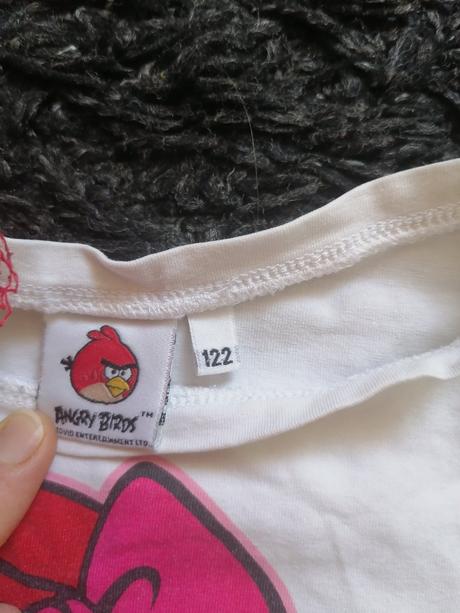 ANGRY BIRDS™
ROVIO ENTERTAINMENT LTD.
122